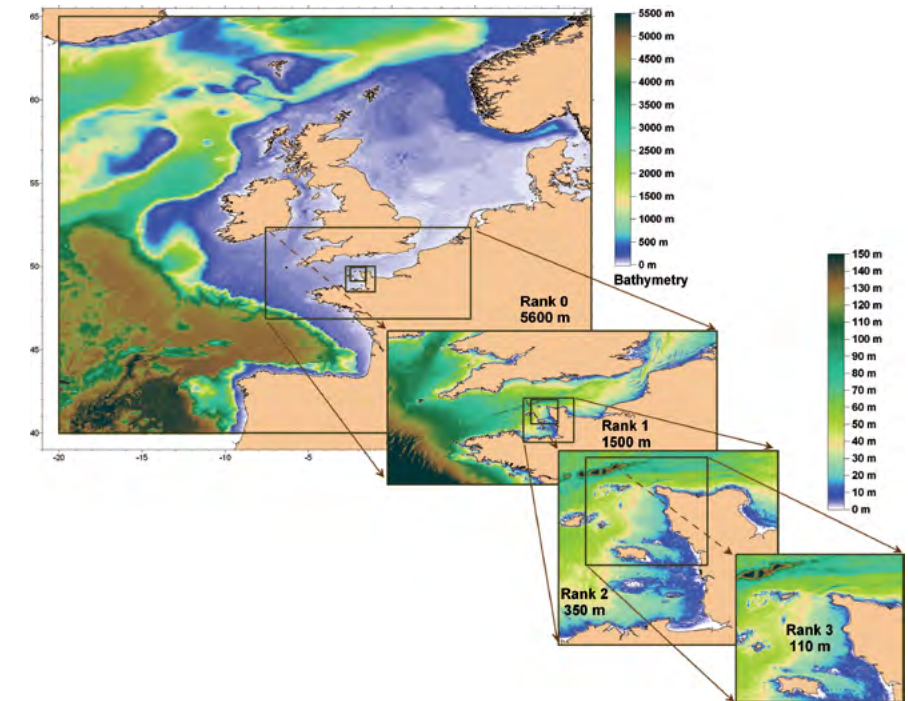 65
60
55
50
45
40
-20
-15
-10
-5
5500 m
5000 m
4500 m
4000 m
3500 m
3000 m
2500 m
2000 m
1500 m
1000 m
500 m
0 m
Bathymetry
Rank 0
5600 m
150 m
140 m
130 m
120 m
110 m
100 m
90 m
80 m
70 m
60 m
50 m
40 m
30 m
20 m
10 m
0 m
Rank 1
1500 m
Rank 2
350 m
Rank 3
110 m